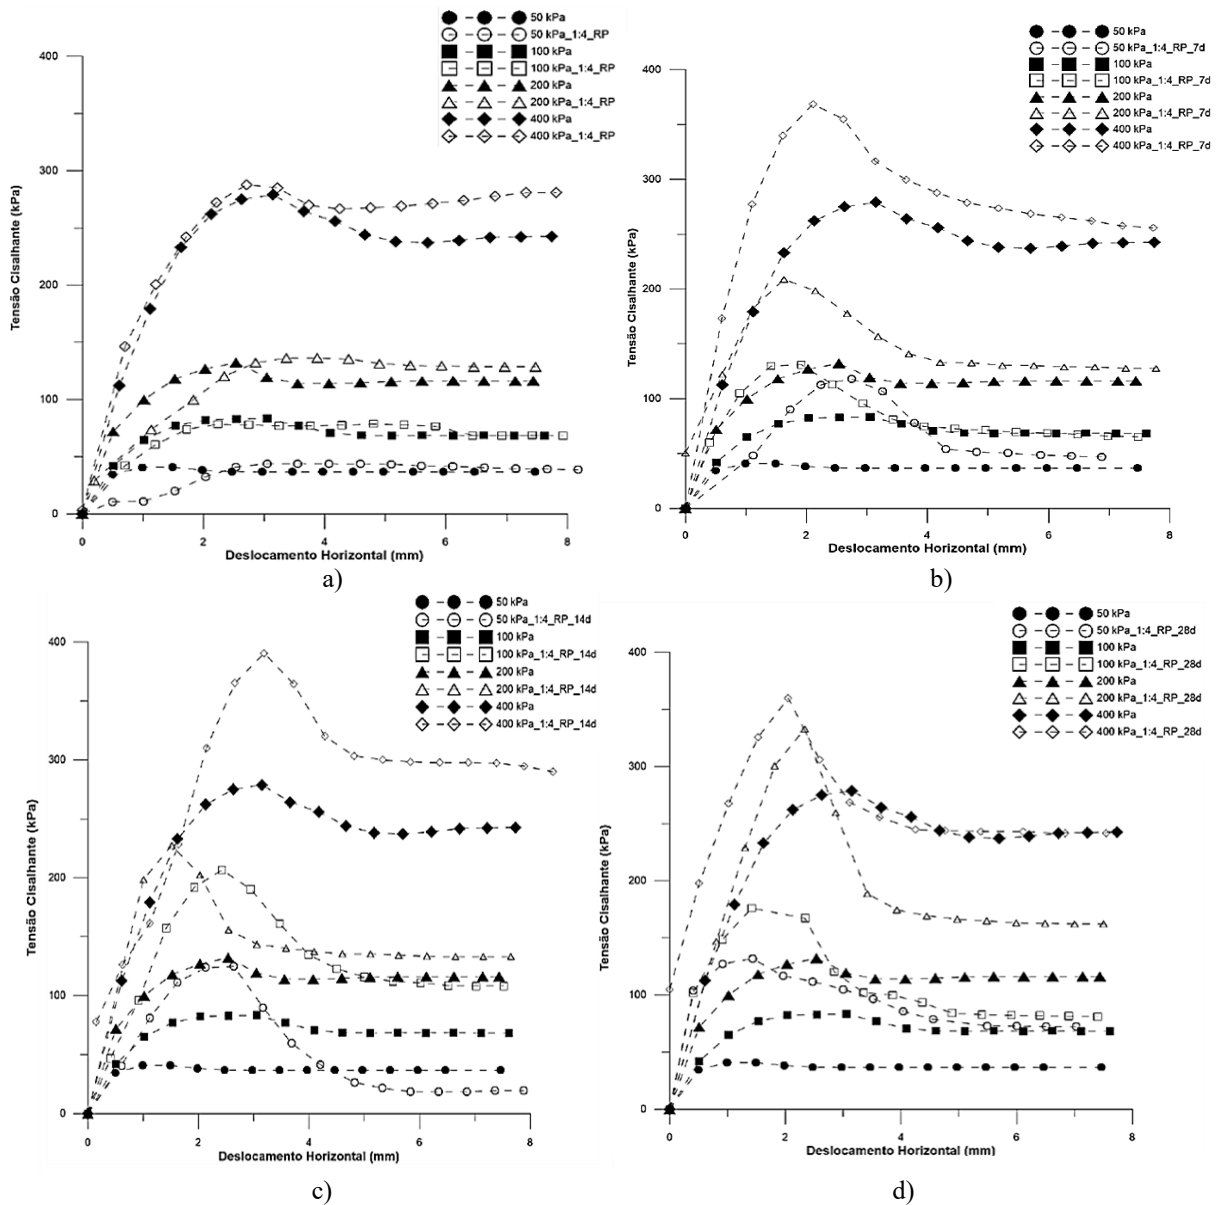 50 kPa
50 kPa_1:4_RP
100 kPa
100 kPa_1:4_RP
200 kPa
200 kPa_1:4_RP
400 kPa
400 kPa_1:4_RP
Tensão Cisalhante (kPa)
400
300
200
100
0
0
2
4
6
8
Deslocamento Horizontal (mm)
a)
50 kPa
50 kPa_1:4_RP_7d
100 kPa
100 kPa_1:4_RP_7d
200 kPa
200 kPa_1:4_RP_7d
400 kPa
400 kPa_1:4_RP_7d
Tensão Cisalhante (kPa)
400
300
200
100
0
0
2
4
6
8
Deslocamento Horizontal (mm)
b)
50 kPa
50 kPa_1:4_RP_14d
100 kPa
100 kPa_1:4_RP_14d
200 kPa
200 kPa_1:4_RP_14d
400 kPa
400 kPa_1:4_RP_14d
Tensão Cisalhante (kPa)
400
300
200
100
0
0
2
4
6
8
Deslocamento Horizontal (mm)
c)
50 kPa
50 kPa_1:4_RP_28d
100 kPa
100 kPa_1:4_RP_28d
200 kPa
200 kPa_1:4_RP_28d
400 kPa
400 kPa_1:4_RP_28d
Tensão Cisalhante (kPa)
400
300
200
100
0
0
2
4
6
8
Deslocamento Horizontal (mm)
d)